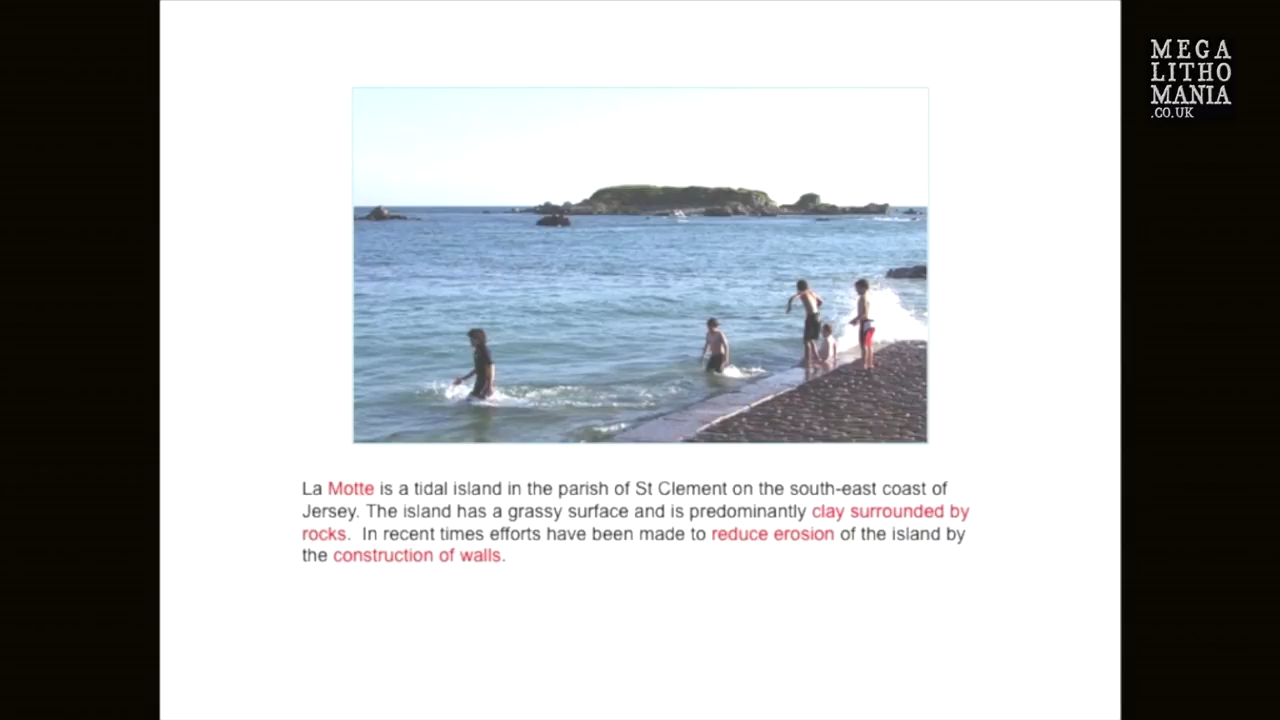 MEGA
LITHO
MANIA
.CO.UK
La Motte is a tidal island in the parish of St Clement on the south-east coast of
Jersey. The island has a grassy surface and is predominantly clay surrounded by
rocks.  In recent times efforts have been made to reduce erosion of the island by
the construction of walls.